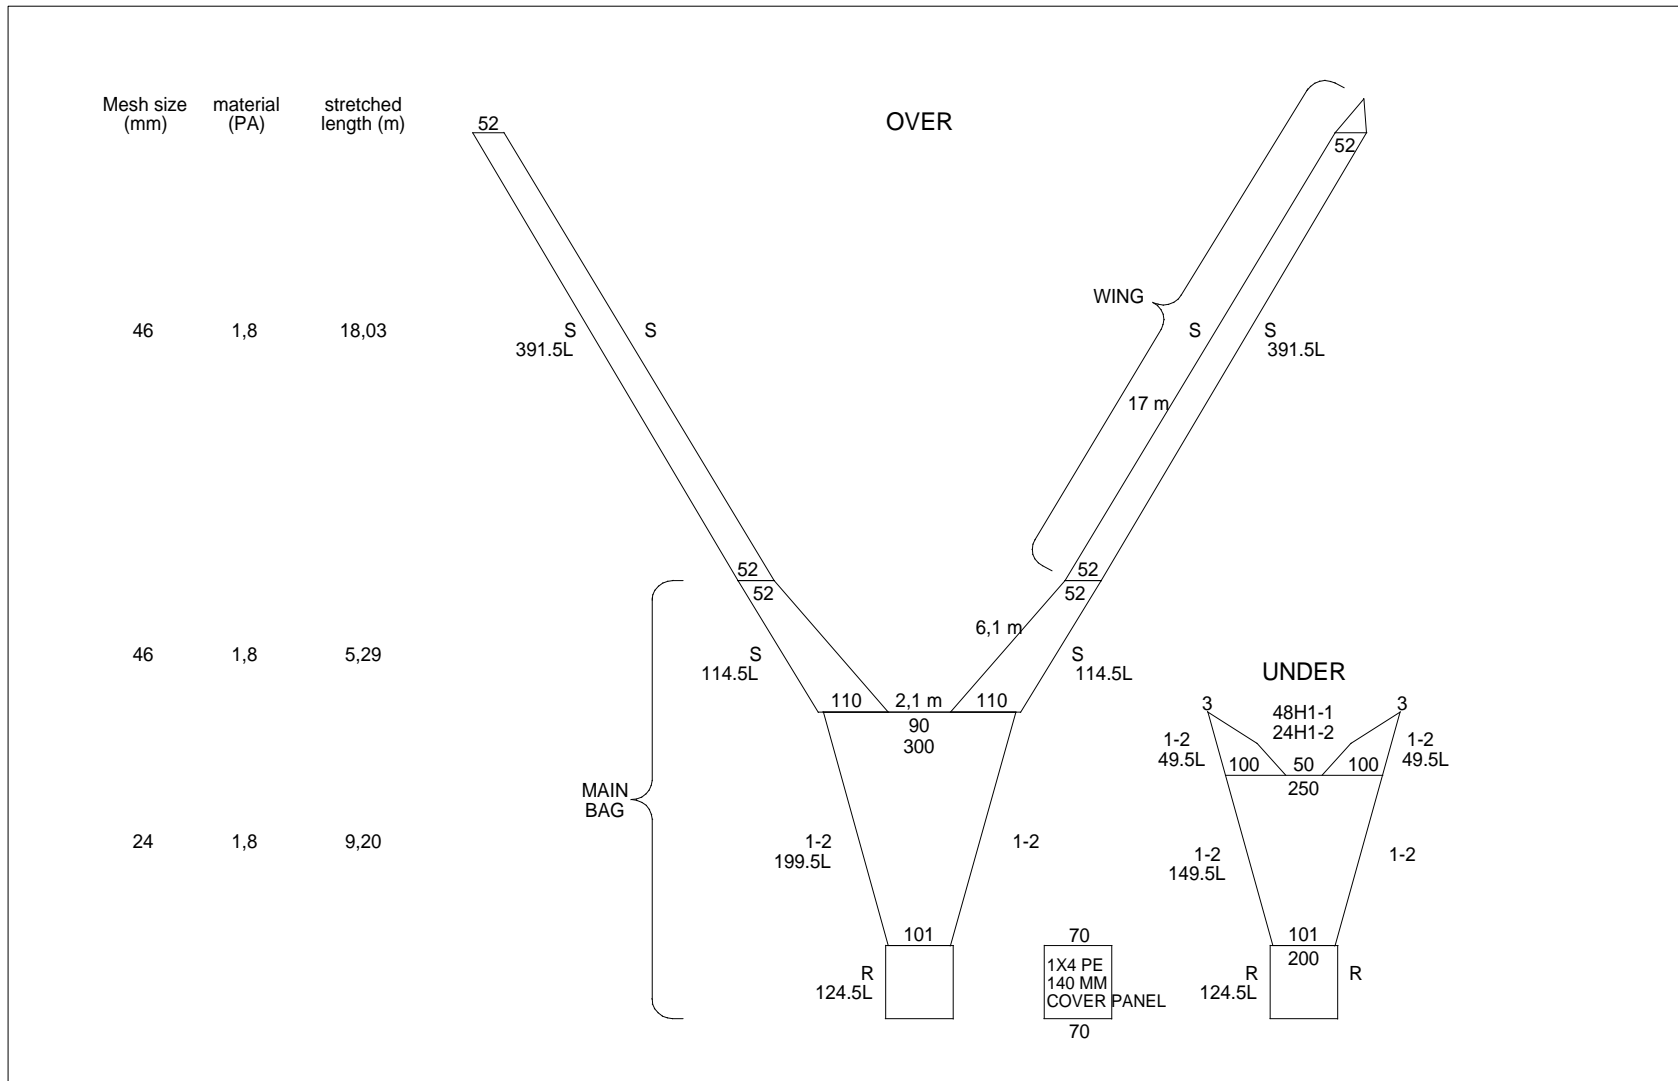 Mesh size
(mm)
material
(PA)
stretched
length (m)
52
OVER
52
WING
46
1,8
18,03
S
391.5L
S
S
S
391.5L
17 m
52
52
52
52
6,1 m
46
1,8
5,29
S
114.5L
S
114.5L
110
2,1 m
110
90
300
UNDER
3
48H1-1
24H1-2
3
1-2
49.5L
1-2
49.5L
100
50
100
250
MAIN
BAG
24
1,8
9,20
1-2
199.5L
1-2
1-2
149.5L
1-2
101
R
124.5L
70
1X4 PE
140 MM
COVER PANEL
70
101
200
R
124.5L
R